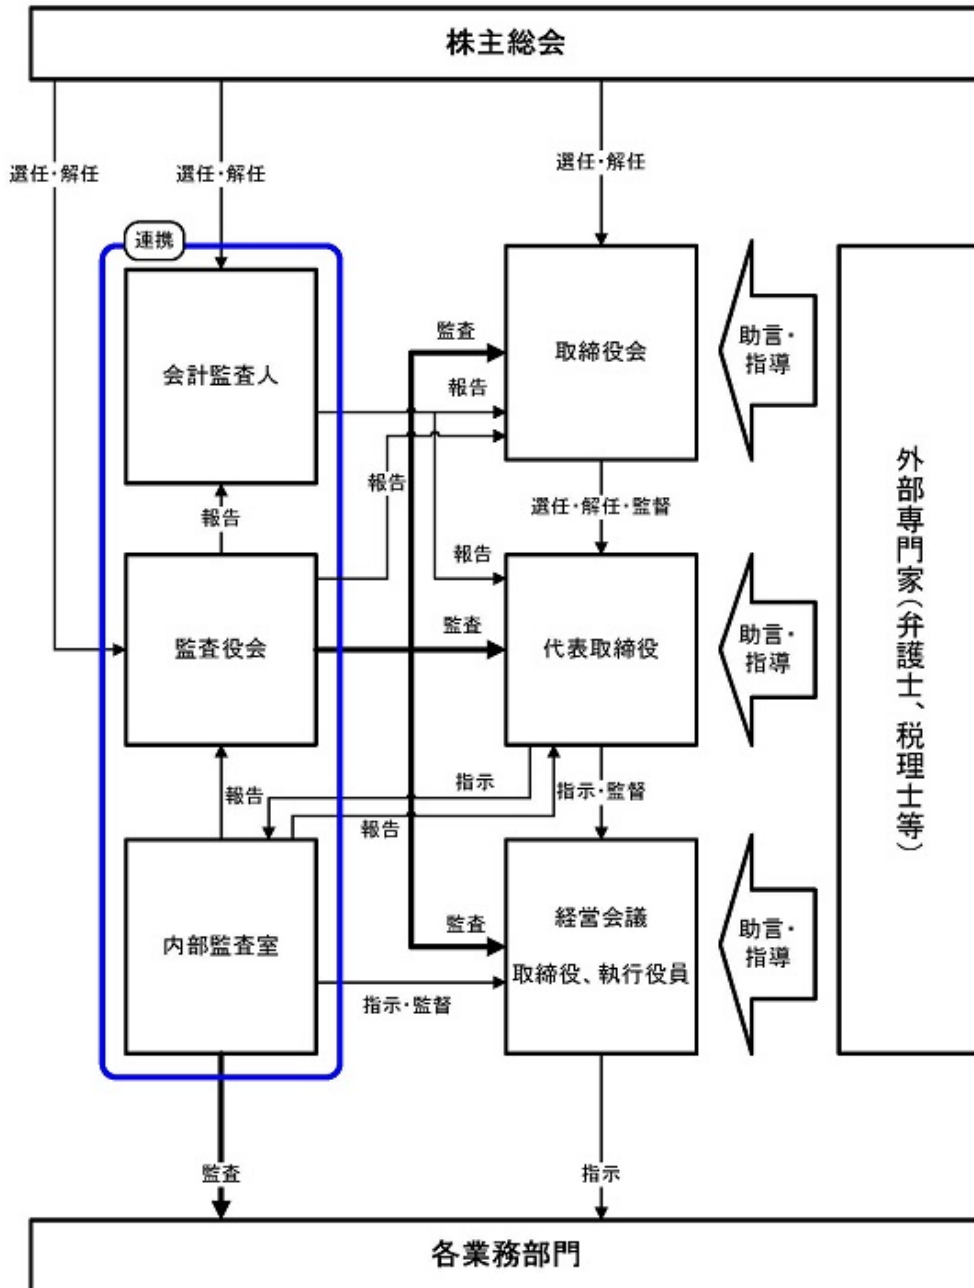 株主総会
選任・解任
選任・解任
選任・解任
連携
会計監査人
監査
取締役会
助言・
指導
報告
報告
報告
選任・解任・監督
外部専門家(弁護士、税理士等)
報告
監査役会
監査
代表取締役
助言・
指導
指示
指示・監督
報告
報告
内部監査室
監査
経営会議
取締役、執行役員
助言・
指導
指示・監督
監査
指示
各業務部門